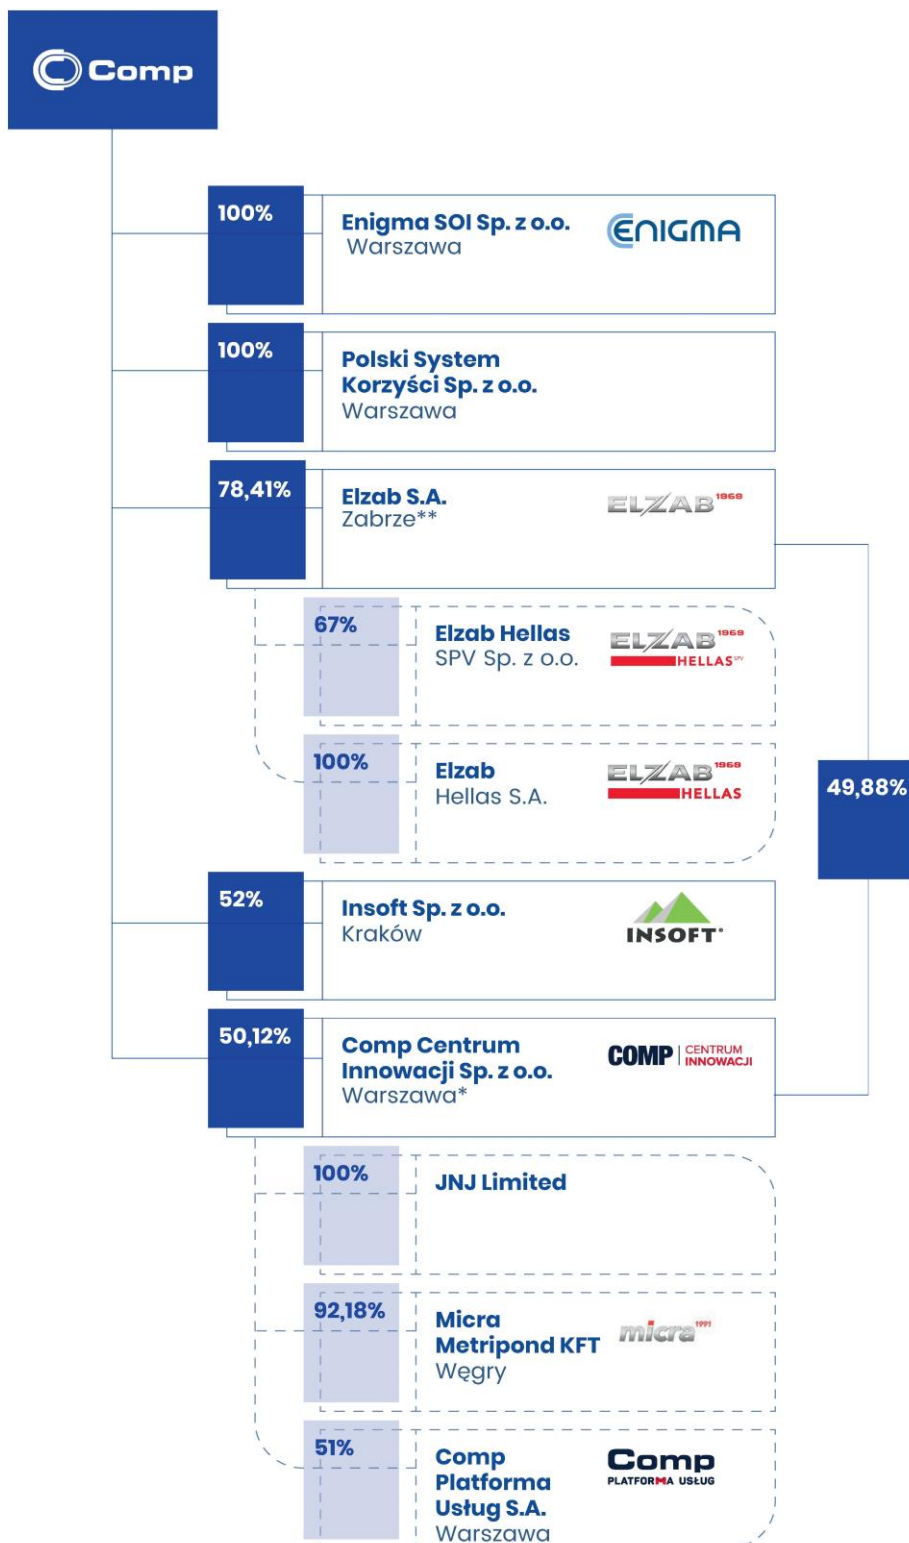 Comp
100%
Enigma SOI Sp. z o.o.
Warszawa
ENIGMA
100%
Polski System
Korzyści Sp. z o.o.
Warszawa
78,41%
Elzab S.A.
Zabrze**
ELZAB 1969
67%
Elzab Hellas
SPV Sp. z o.o.
ELZAB 1969
HELLAS SPV
100%
Elzab
Hellas S.A.
ELZAB 1969
HELLAS
49,88%
52%
Insoft Sp. z o.o.
Kraków
INSOFT®
50,12%
Comp Centrum
Innowacji Sp. z o.o.
Warszawa*
COMP CENTRUM
INNOWACJI
100%
JNJ Limited
92,18%
Micra
Metripond KFT
Węgry
micra 1991
51%
Comp
Platforma
Usług S.A.
Warszawa
Comp
PLATFORMA USŁUG